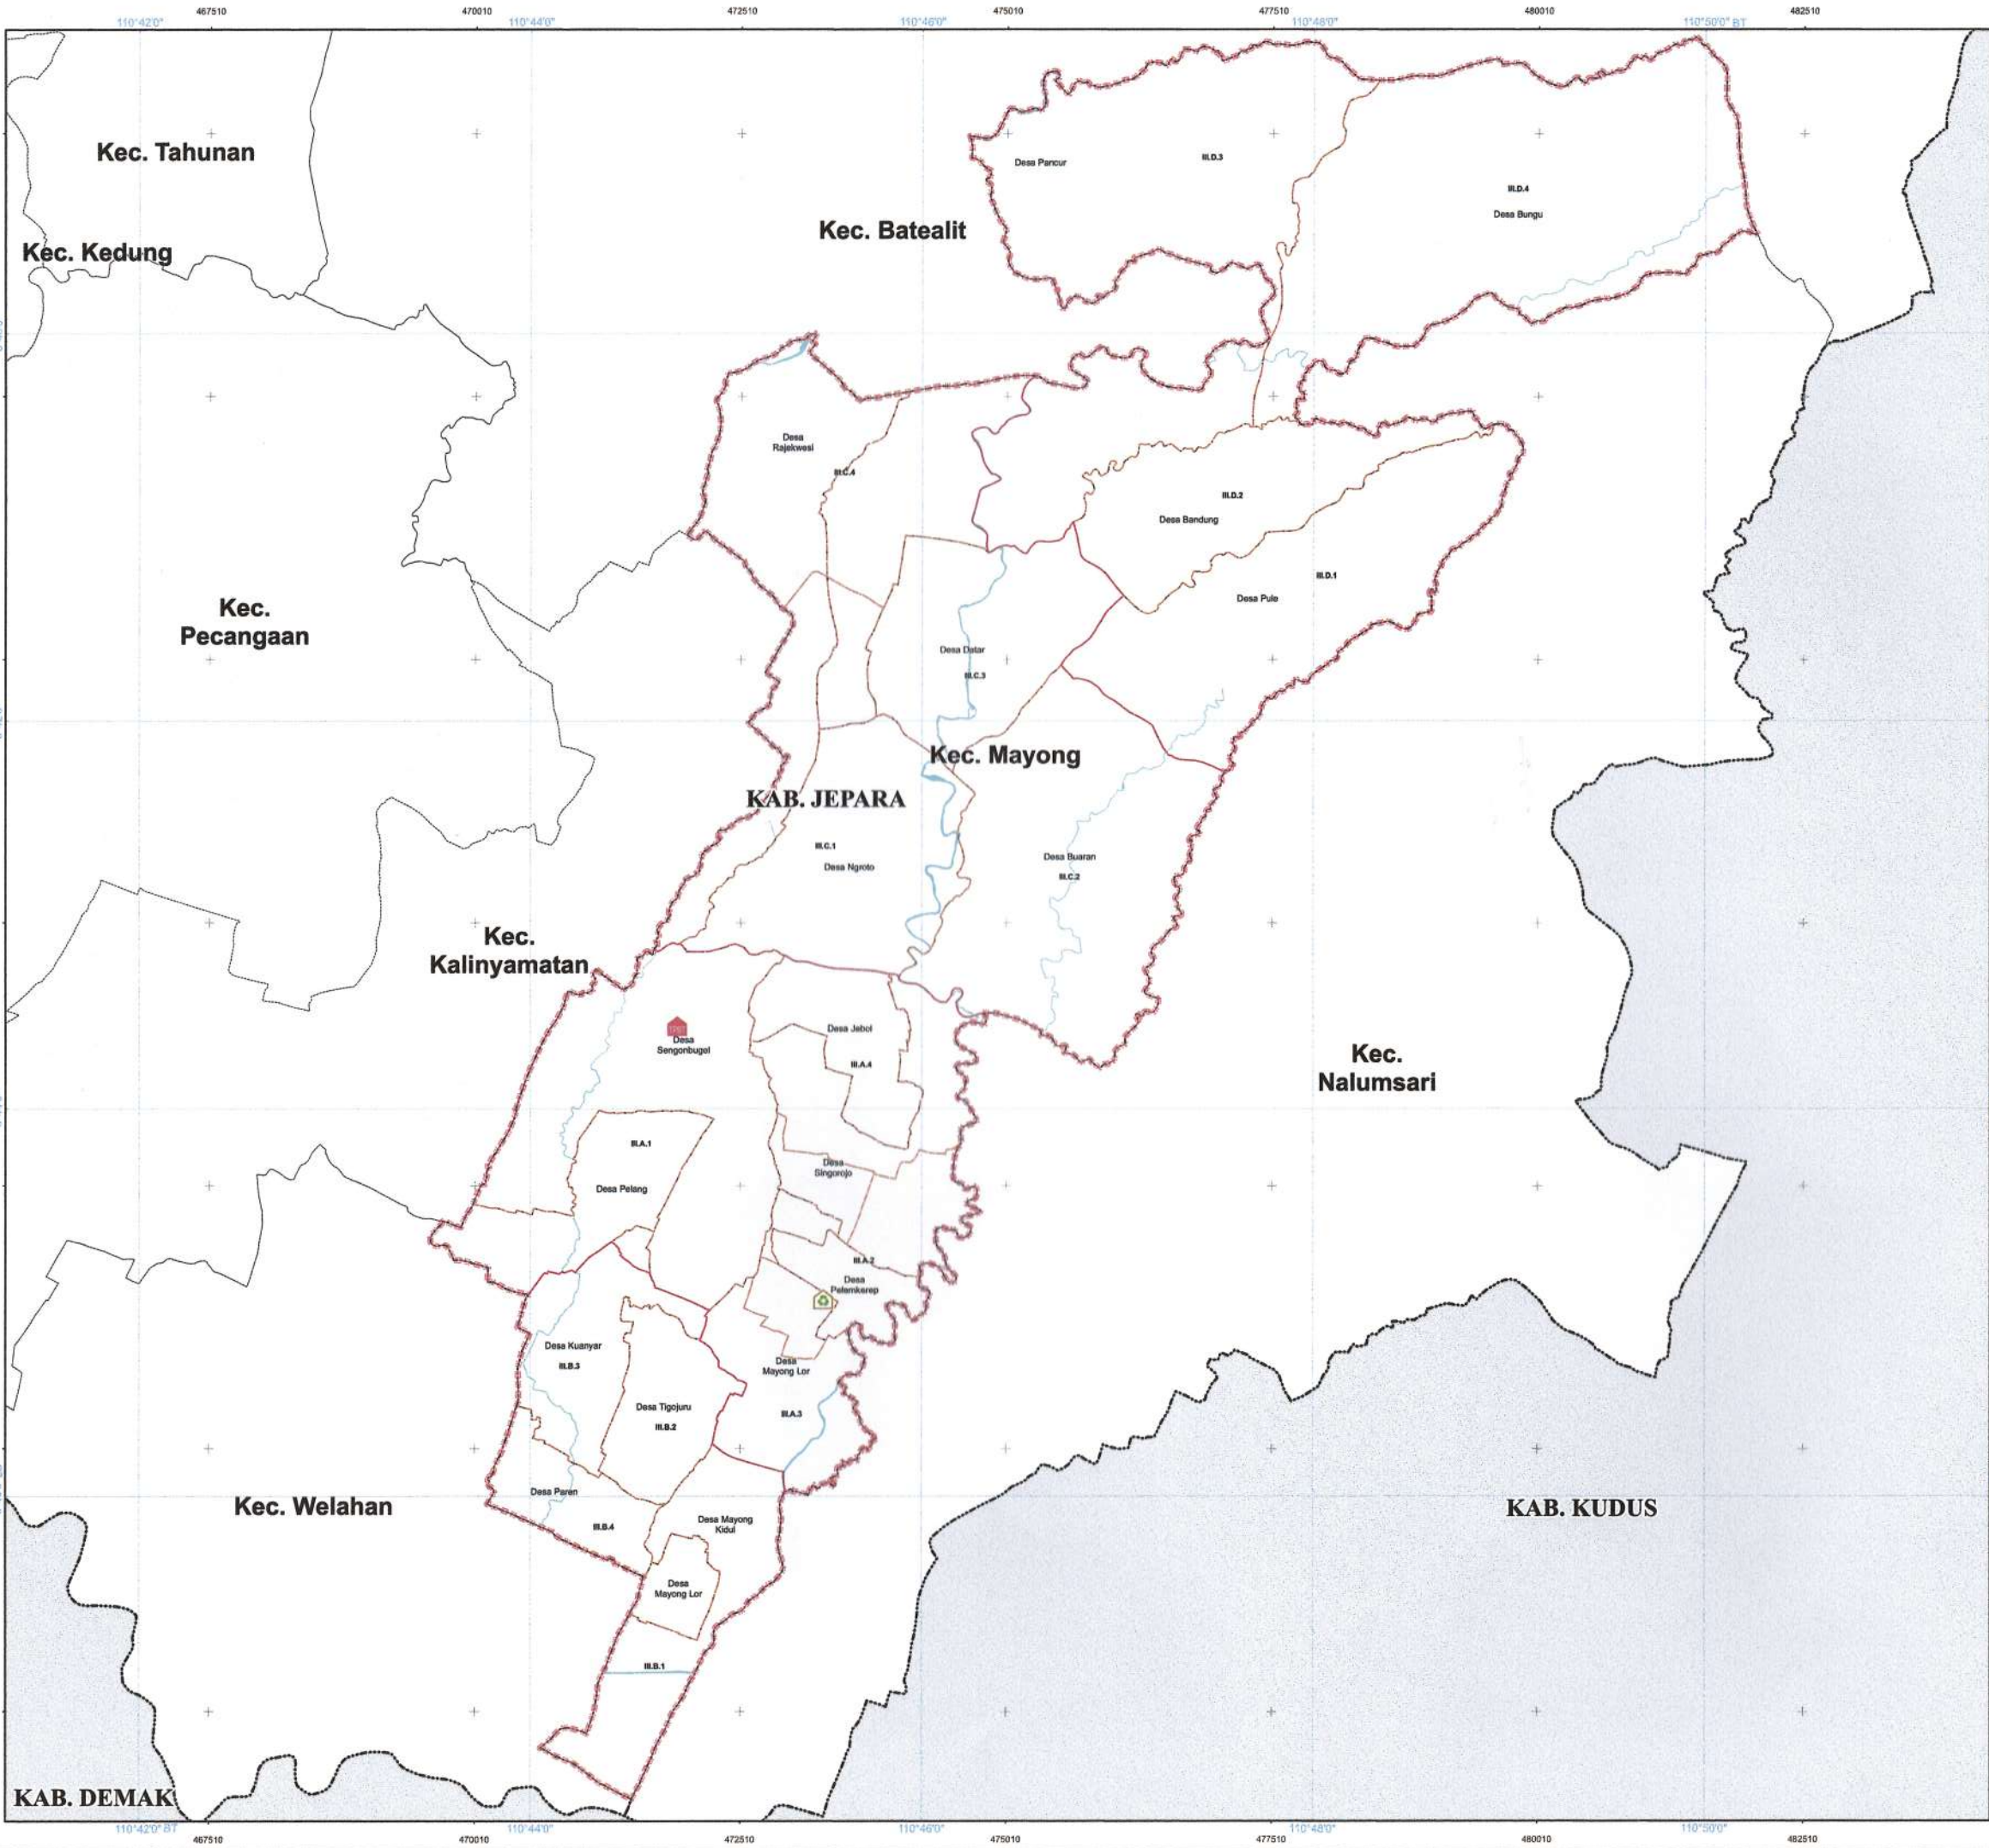 467510
470010
472510
475010
477510
480010
482510
110°42'0"
110°44'0"
110°46'0"
110°48'0"
110°50'0" BT
Kec. Tahunan
Kec. Kedung
Kec. Batealit
Desa Pancur
III.D.3
III.D.4
Desa Bungu
Desa
Rajekwesi
III.C.4
III.D.2
Desa Bandung
III.D.1
Desa Pule
Kec.
Pecangaan
Desa Datar
III.C.3
Kec. Mayong
KAB. JEPARA
III.C.1
Desa Ngroto
Desa Buaran
III.C.2
Kec.
Kalinyamatan
Desa
Sengonbugel
Desa Jebol
III.A.4
Kec.
Nalumsari
III.A.1
Desa Pelang
Desa
Singorojo
III.A.2
Desa
Pelemkerep
Desa Kuanyar
III.B.3
Desa
Mayong Lor
III.A.3
Desa Tigojuru
III.B.2
Kec. Welahan
Desa Paren
III.B.4
Desa Mayong
Kidul
KAB. KUDUS
Desa
Mayong Lor
III.B.1
KAB. DEMAK
110°42'0" BT
110°44'0"
110°46'0"
110°48'0"
110°50'0"
467510
470010
472510
475010
477510
480010
482510